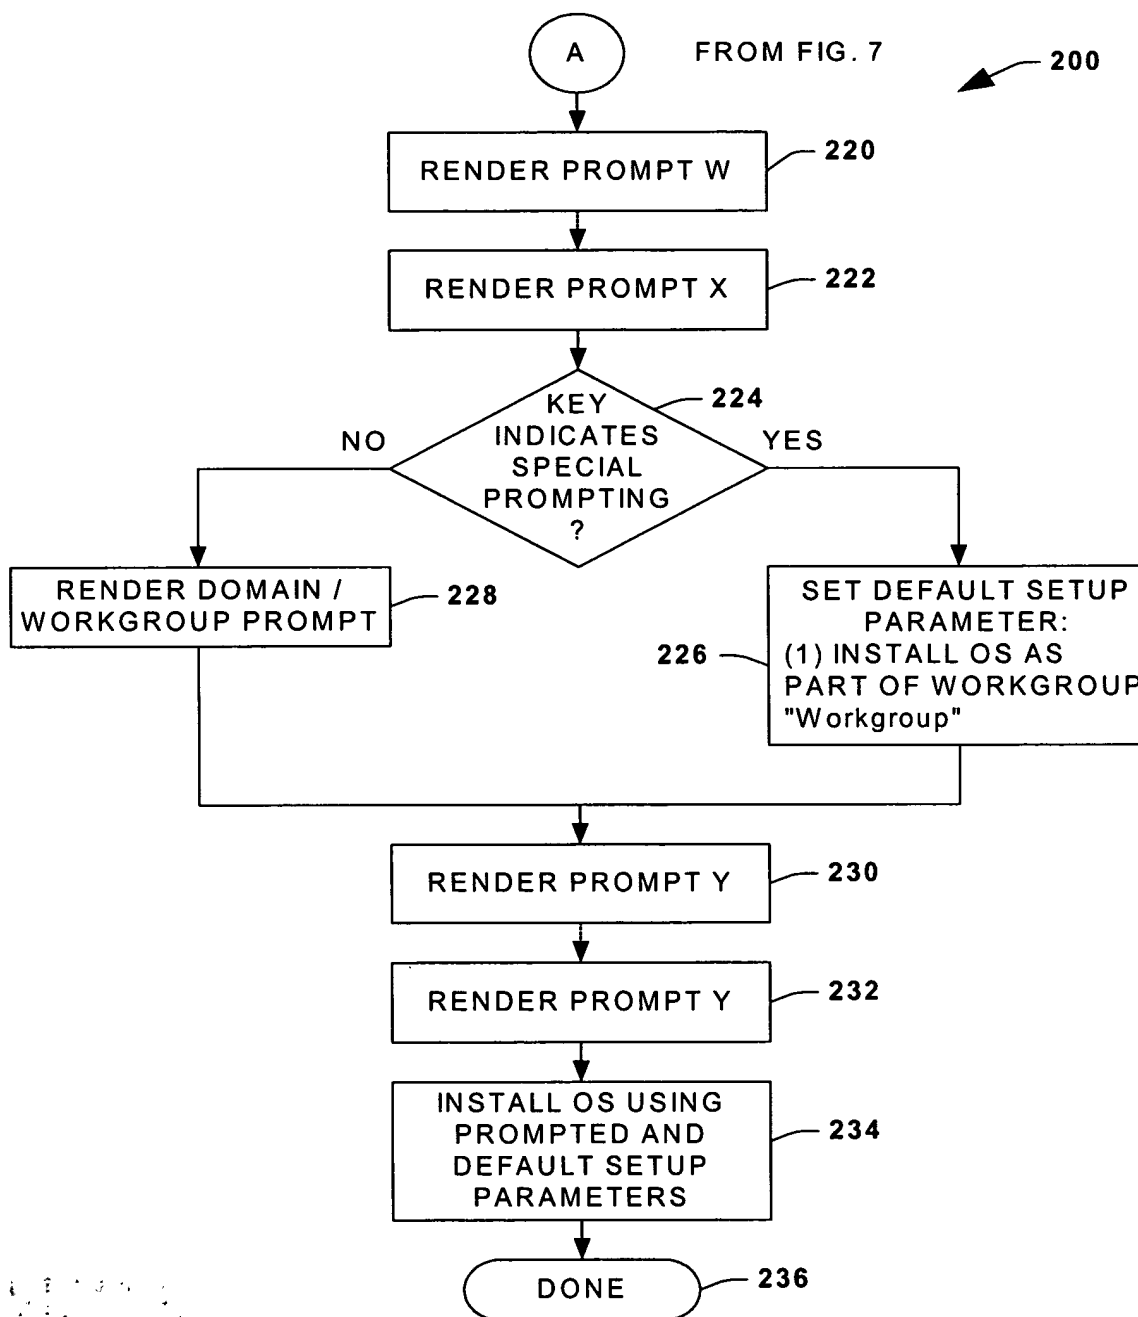 A
FROM FIG. 7
200
RENDER PROMPT W
220
RENDER PROMPT X
222
KEY
INDICATES
SPECIAL
PROMPTING
?
224
NO
YES
RENDER DOMAIN /
WORKGROUP PROMPT
228
SET DEFAULT SETUP
PARAMETER:
(1) INSTALL OS AS
PART OF WORKGROUP
"Workgroup"
226
RENDER PROMPT Y
230
RENDER PROMPT Y
232
INSTALL OS USING
PROMPTED AND
DEFAULT SETUP
PARAMETERS
234
DONE
236